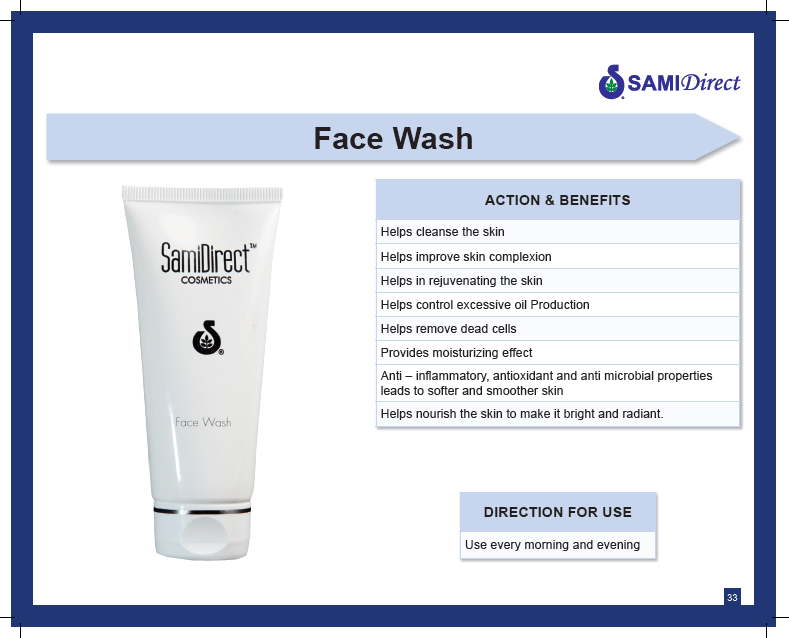 SAMIDirect
Face Wash
ACTION & BENEFITS
Helps cleanse the skin
Helps improve skin complexion
Helps in rejuvenating the skin
Helps control excessive oil Production
Helps remove dead cells
Provides moisturizing effect
Anti – inflammatory, antioxidant and anti microbial properties
leads to softer and smoother skin
Helps nourish the skin to make it bright and radiant.
SamiDirect™
COSMETICS
®
Face Wash
DIRECTION FOR USE
Use every morning and evening
33